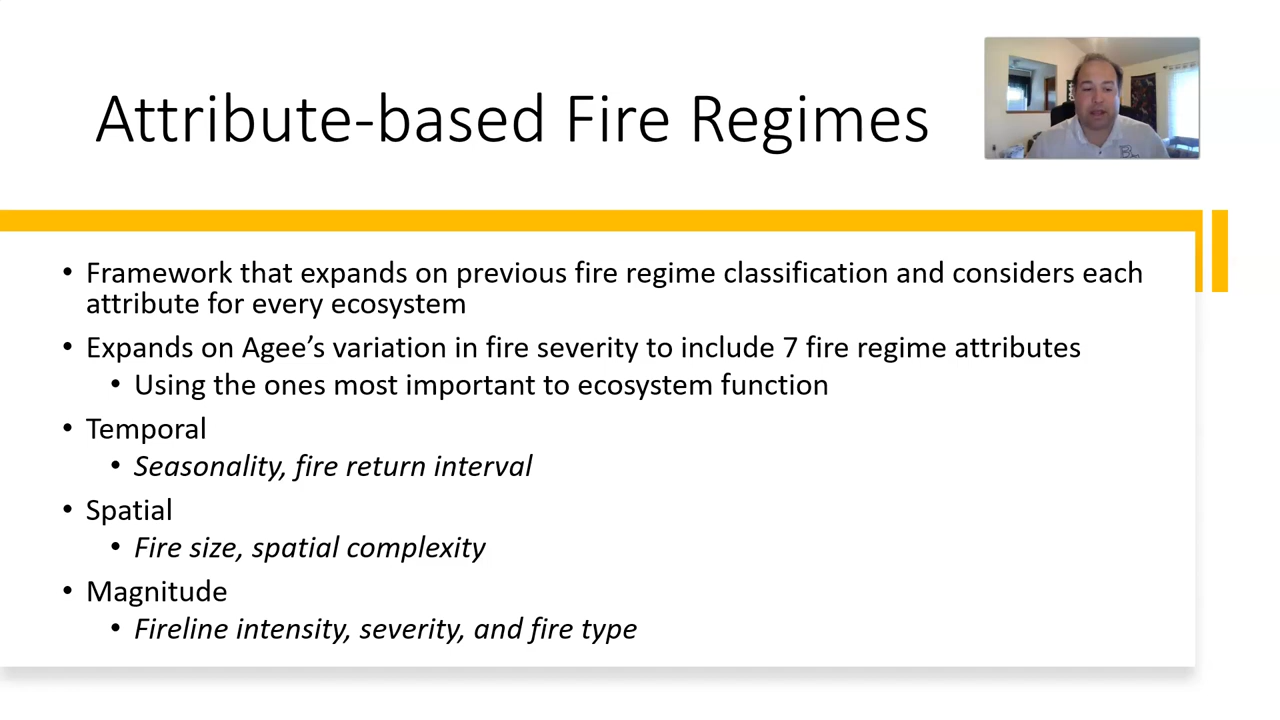 Attribute-based Fire Regimes
• Framework that expands on previous fire regime classification and considers each
attribute for every ecosystem
• Expands on Agee’s variation in fire severity to include 7 fire regime attributes
• Using the ones most important to ecosystem function
• Temporal
• Seasonality, fire return interval
• Spatial
• Fire size, spatial complexity
• Magnitude
• Fireline intensity, severity, and fire type